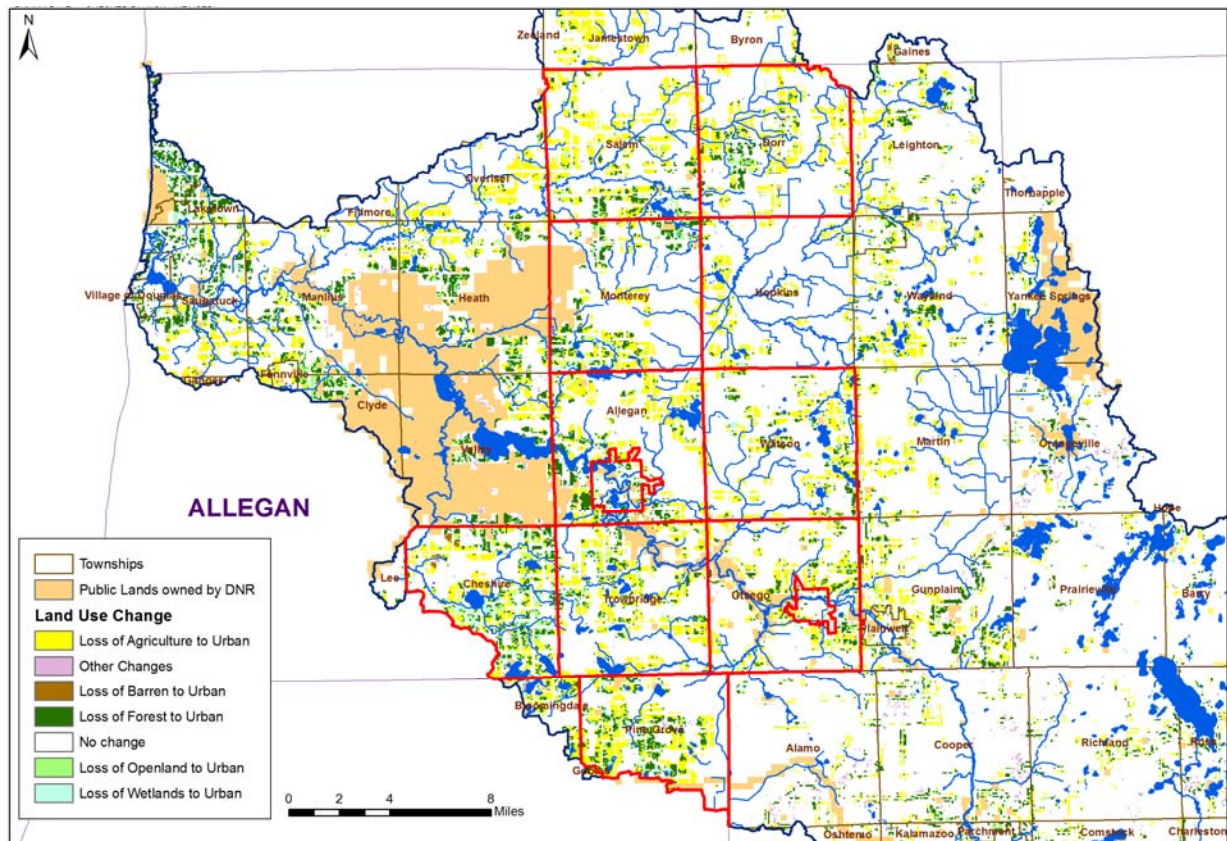 N
Zeeland
Jamestown
Byron
Gaines
Salem
Dorr
Leighton
Overisel
Thornapple
Laketown
Fillmore
Village of Douglas
Saugatuck
Manlius
Heath
Monterey
Hopkins
Wayland
Yankee Springs
Ganges
Fennville
Clyde
Allegan
Valley
Watson
Martin
Orangeville
ALLEGAN
Hope
Lee
Cheshire
Trowbridge
Otsego
Gunplain
Prairieville
Barry
Plainwell
Bloomingdale
Pine Grove
Alamo
Cooper
Richland
Ross
Gobles
Oshtemo
Kalamazoo
Parchment
Comstock
Charleston
Townships
Public Lands owned by DNR
Land Use Change
Loss of Agriculture to Urban
Other Changes
Loss of Barren to Urban
Loss of Forest to Urban
No change
Loss of Openland to Urban
Loss of Wetlands to Urban
0 2 4 8
Miles